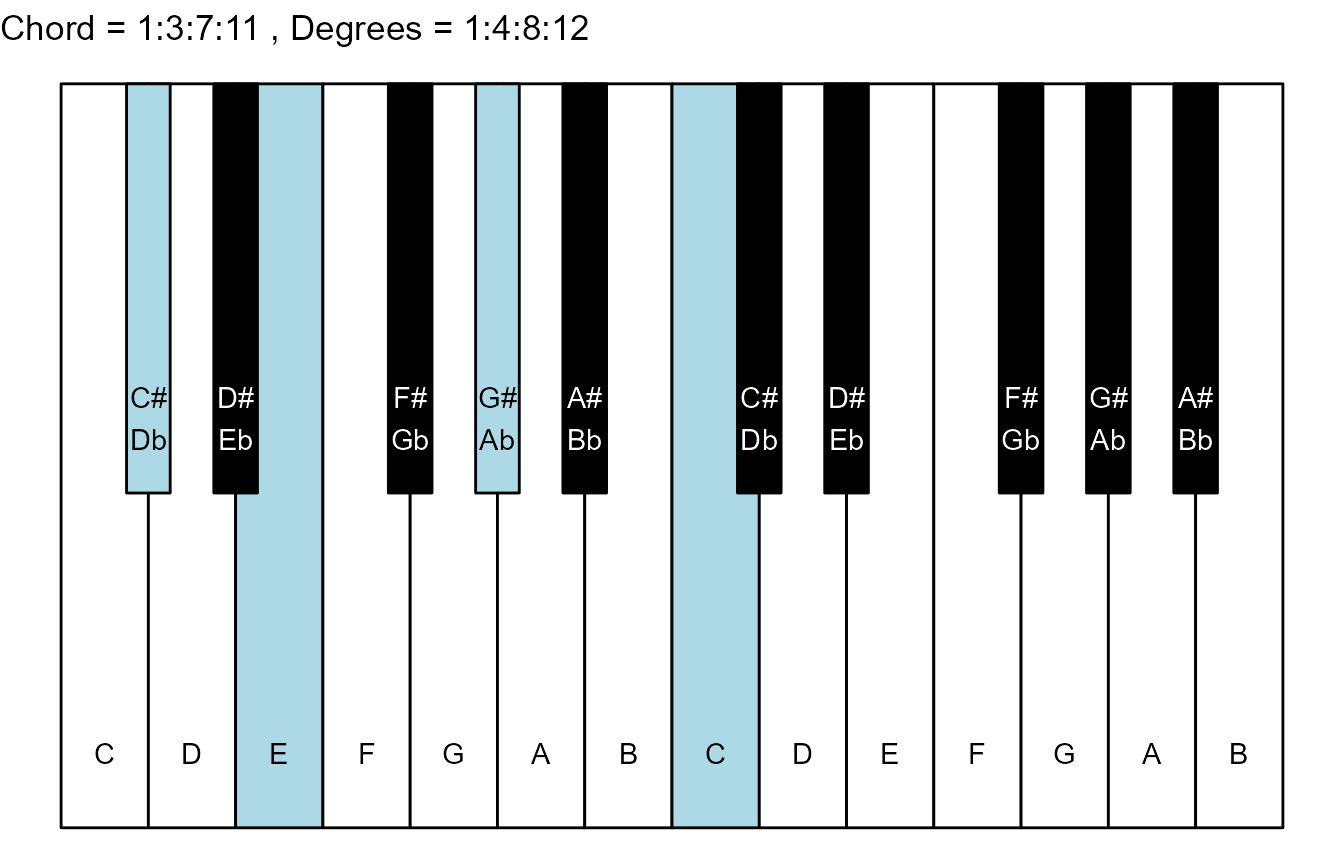 Chord = 1:3:7:11 , Degrees = 1:4:8:12
C# D# F# G# A# C# D# F# G# A#
Db Eb Gb Ab Bb Db Eb Gb Ab Bb
C D E F G A B C D E F G A B